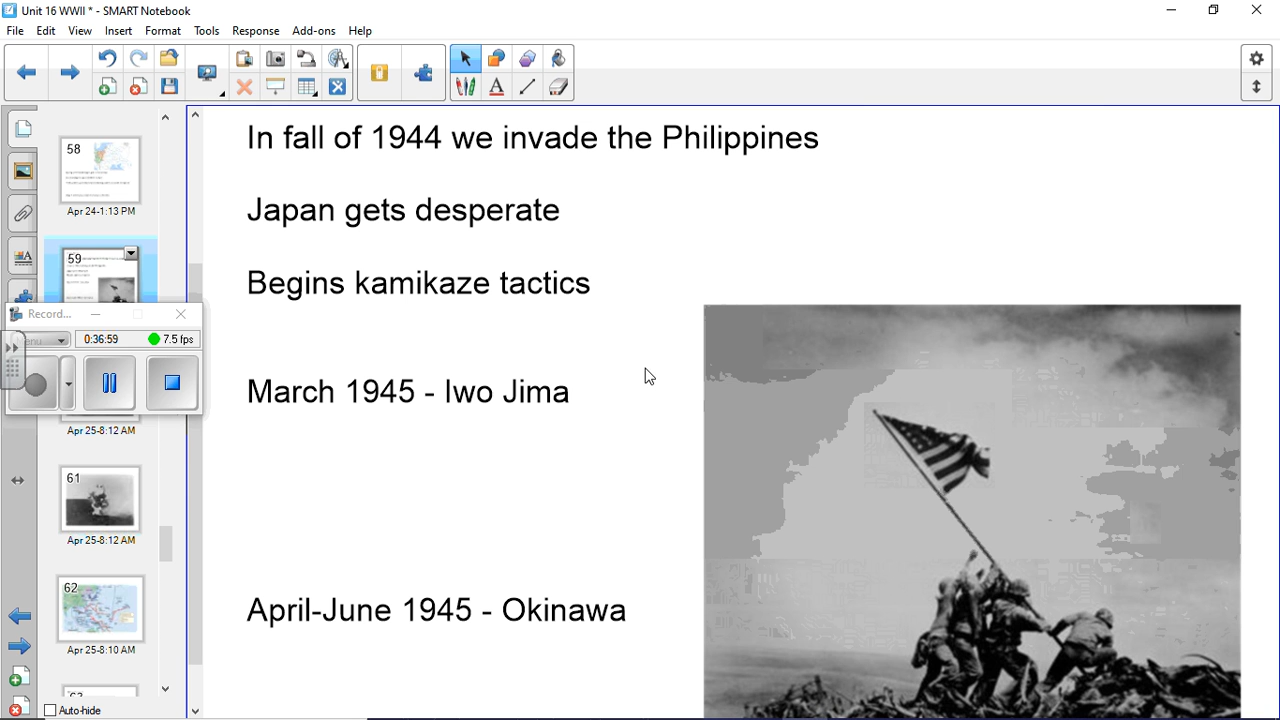 Unit 16 WWII * - SMART Notebook
File Edit View Insert Format Tools Response Add-ons Help
58
Apr 24-1:13 PM
59
Record...
0:36:59 7.5 fps
Apr 25-8:12 AM
61
Apr 25-8:12 AM
62
Apr 25-8:10 AM
Auto-hide
In fall of 1944 we invade the Philippines
Japan gets desperate
Begins kamikaze tactics
March 1945 - Iwo Jima
April-June 1945 - Okinawa